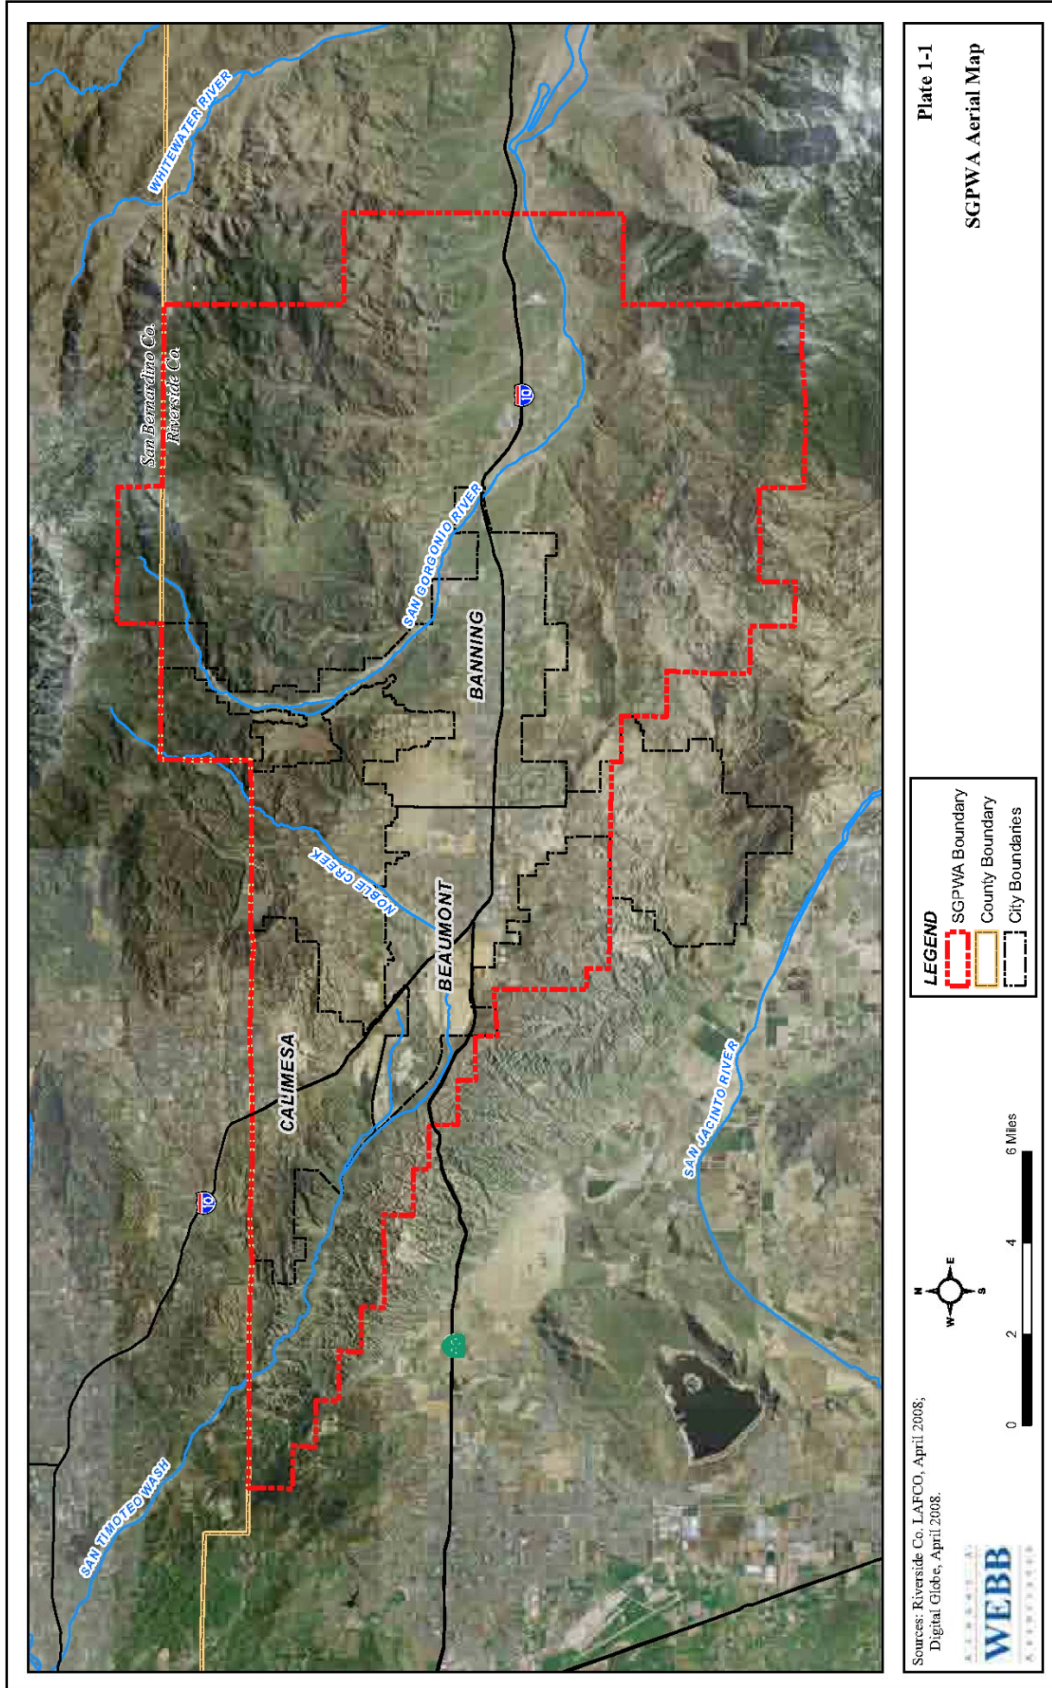 Plate 1-1
SGPWA Aerial Map
WHITEWATER RIVER
San Bernardino Co.
Riverside Co.
10
SAN GORGONIO RIVER
BANNING
NOBLE CREEK
BEAUMONT
CALIMESA
10
SAN TIMOTEO WASH
SAN JACINTO RIVER
LEGEND
SGPWA Boundary
County Boundary
City Boundaries
N
W
E
S
0
2
4
6 Miles
Sources: Riverside Co. LAFCO, April 2008;
Digital Globe, April 2008.
ALBERT A.
WEBB
ASSOCIATES